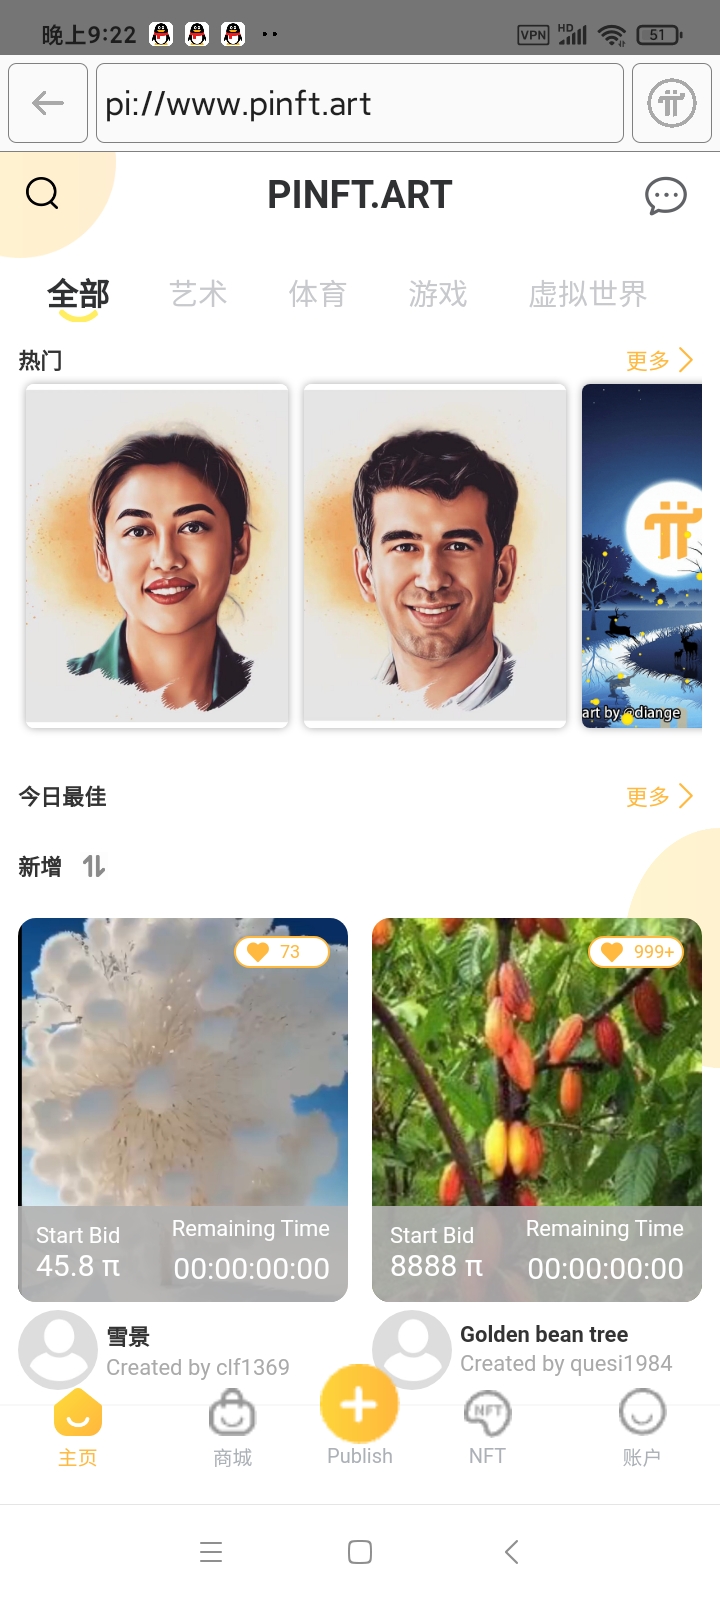 晚上9:22
VPN
HD
51
pi://www.pinft.art
PINFT.ART
全部 艺术 体育 游戏 虚拟世界
热门 更多
art by @diange
今日最佳 更多
新增
73
999+
Start Bid Remaining Time
45.8 π 00:00:00:00
Start Bid Remaining Time
8888 π 00:00:00:00
雪景
Created by clf1369
Golden bean tree
Created by quesi1984
NFT
主页 商城 Publish NFT 账户